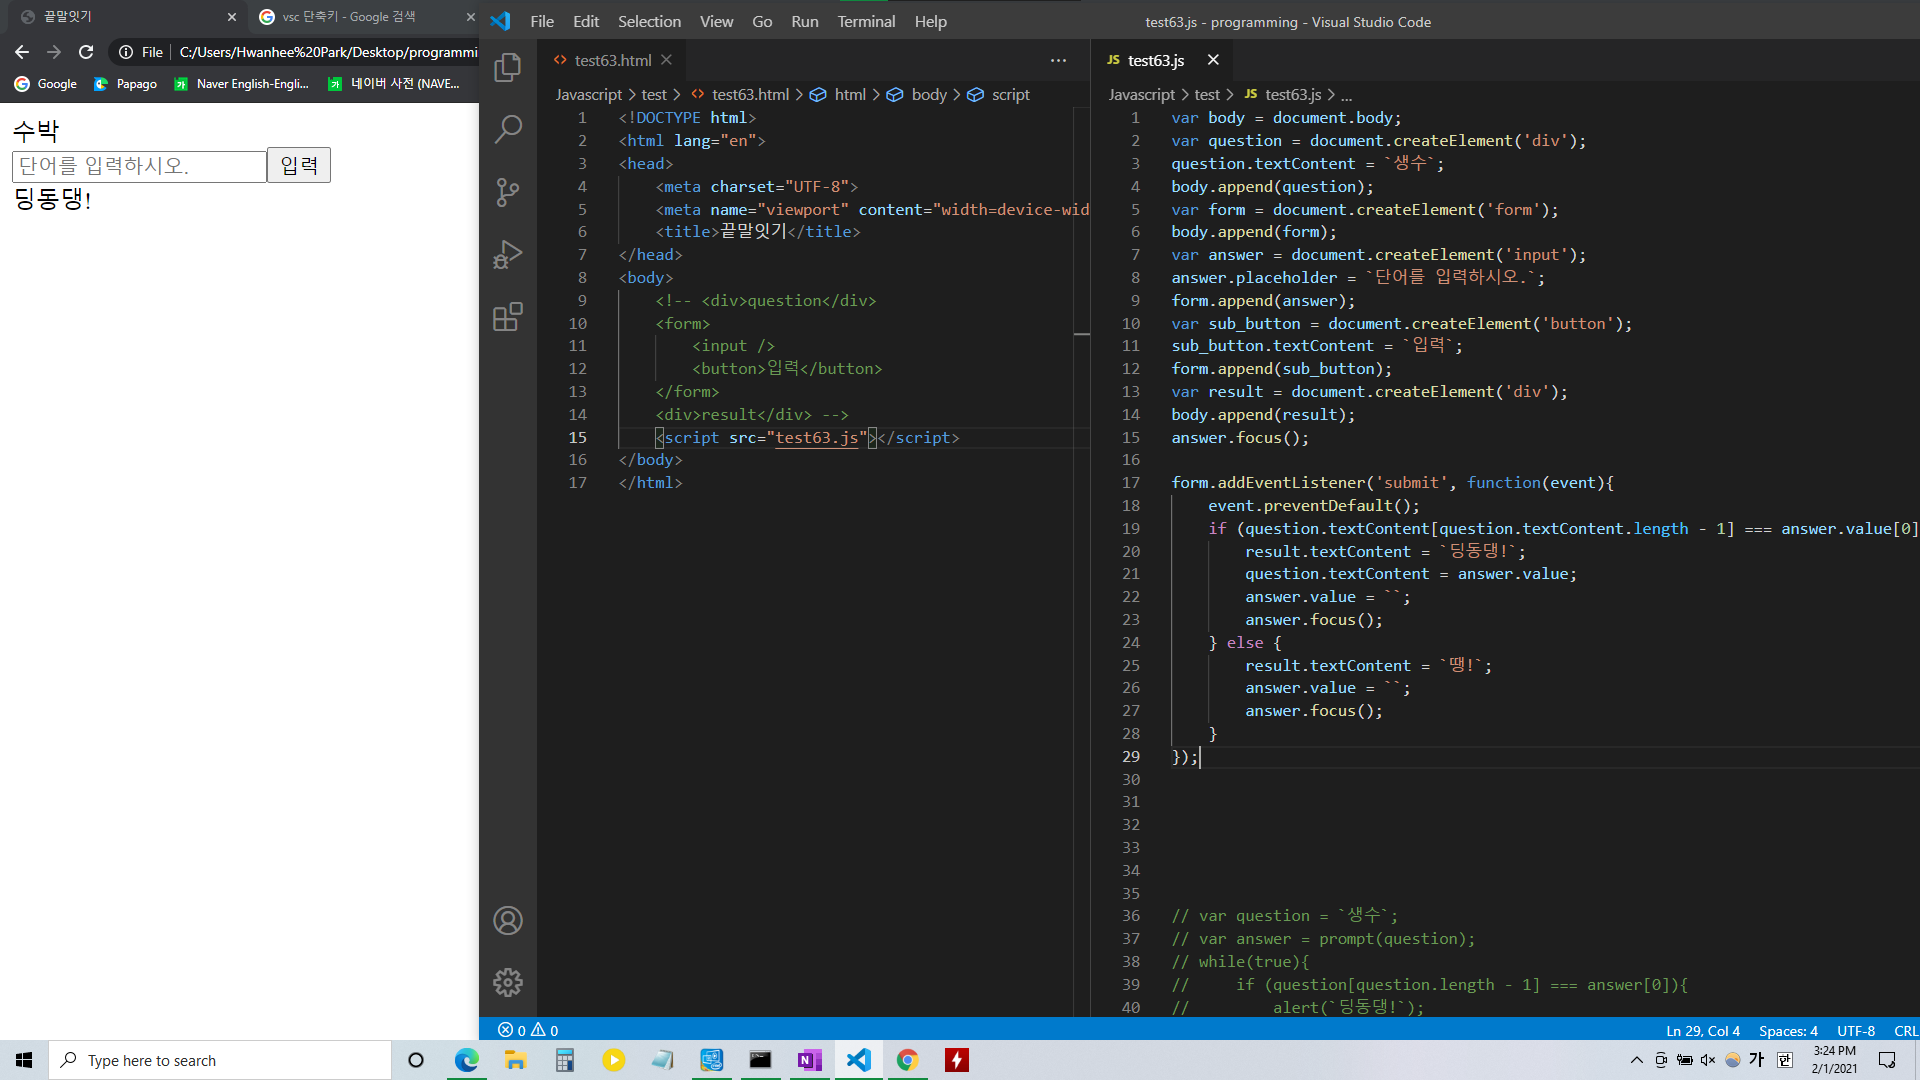 끝말잇기
vsc 단축키 - Google 검색
File Edit Selection View Go Run Terminal Help
test63.js - programming - Visual Studio Code
File C:/Users/Hwanhee%20Park/Desktop/programmi
Google Papago Naver English-Engli... 네이버 사전 (NAVE...
수박
단어를 입력하시오. 입력
딩동댕!
test63.html
Javascript > test > test63.html > html > body > script
1 <!DOCTYPE html>
2 <html lang="en">
3 <head>
4 <meta charset="UTF-8">
5 <meta name="viewport" content="width=device-wid
6 <title>끝말잇기</title>
7 </head>
8 <body>
9 <!-- <div>question</div>
10 <form>
11 <input />
12 <button>입력</button>
13 </form>
14 <div>result</div> -->
15 <script src="test63.js"></script>
16 </body>
17 </html>
JS test63.js
Javascript > test > JS test63.js > ...
1 var body = document.body;
2 var question = document.createElement('div');
3 question.textContent = `생수`;
4 body.append(question);
5 var form = document.createElement('form');
6 body.append(form);
7 var answer = document.createElement('input');
8 answer.placeholder = `단어를 입력하시오.`;
9 form.append(answer);
10 var sub_button = document.createElement('button');
11 sub_button.textContent = `입력`;
12 form.append(sub_button);
13 var result = document.createElement('div');
14 body.append(result);
15 answer.focus();
16
17 form.addEventListener('submit', function(event){
18 event.preventDefault();
19 if (question.textContent[question.textContent.length - 1] === answer.value[0]
20 result.textContent = `딩동댕!`;
21 question.textContent = answer.value;
22 answer.value = ``;
23 answer.focus();
24 } else {
25 result.textContent = `땡!`;
26 answer.value = ``;
27 answer.focus();
28 }
29 });
30
31
32
33
34
35
36 // var question = `생수`;
37 // var answer = prompt(question);
38 // while(true){
39 // if (question[question.length - 1] === answer[0]){
40 // alert(`딩동댕!`);
0 0
Ln 29, Col 4 Spaces: 4 UTF-8 CRL
Type here to search
가 한 3:24 PM
2/1/2021